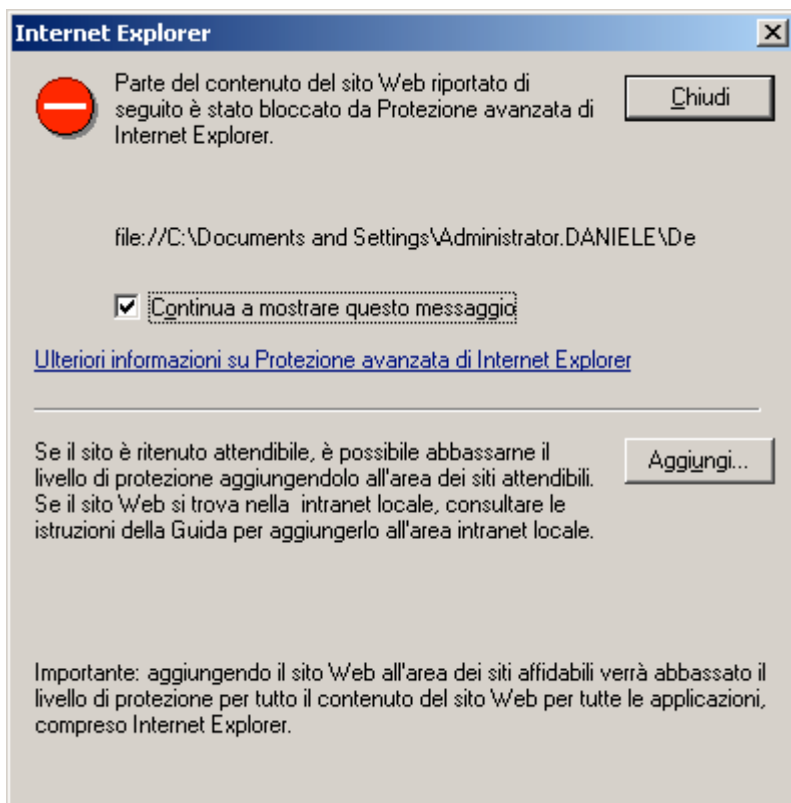 Internet Explorer
Parte del contenuto del sito Web riportato di
seguito è stato bloccato da Protezione avanzata di
Internet Explorer.
Chiudi
file://C:\Documents and Settings\Administrator.DANIELE\De
Continua a mostrare questo messaggio
Ulteriori informazioni su Protezione avanzata di Internet Explorer
Se il sito è ritenuto attendibile, è possibile abbassarne il
livello di protezione aggiungendolo all'area dei siti attendibili.
Se il sito Web si trova nella  intranet locale, consultare le
istruzioni della Guida per aggiungerlo all'area intranet locale.
Aggiungi...
Importante: aggiungendo il sito Web all'area dei siti affidabili verrà abbassato il
livello di protezione per tutto il contenuto del sito Web per tutte le applicazioni,
compreso Internet Explorer.